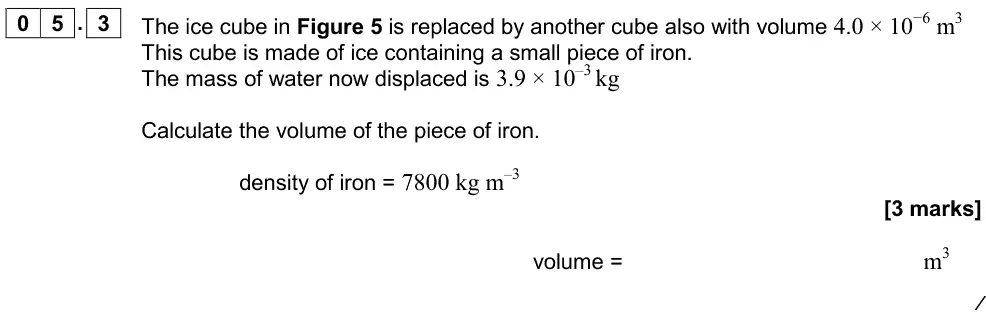 0 5 . 3 The ice cube in Figure 5 is replaced by another cube also with volume 4.0 × 10⁻⁶ m³
This cube is made of ice containing a small piece of iron.
The mass of water now displaced is 3.9 × 10⁻³ kg
Calculate the volume of the piece of iron.
density of iron = 7800 kg m⁻³
[3 marks]
volume = m³